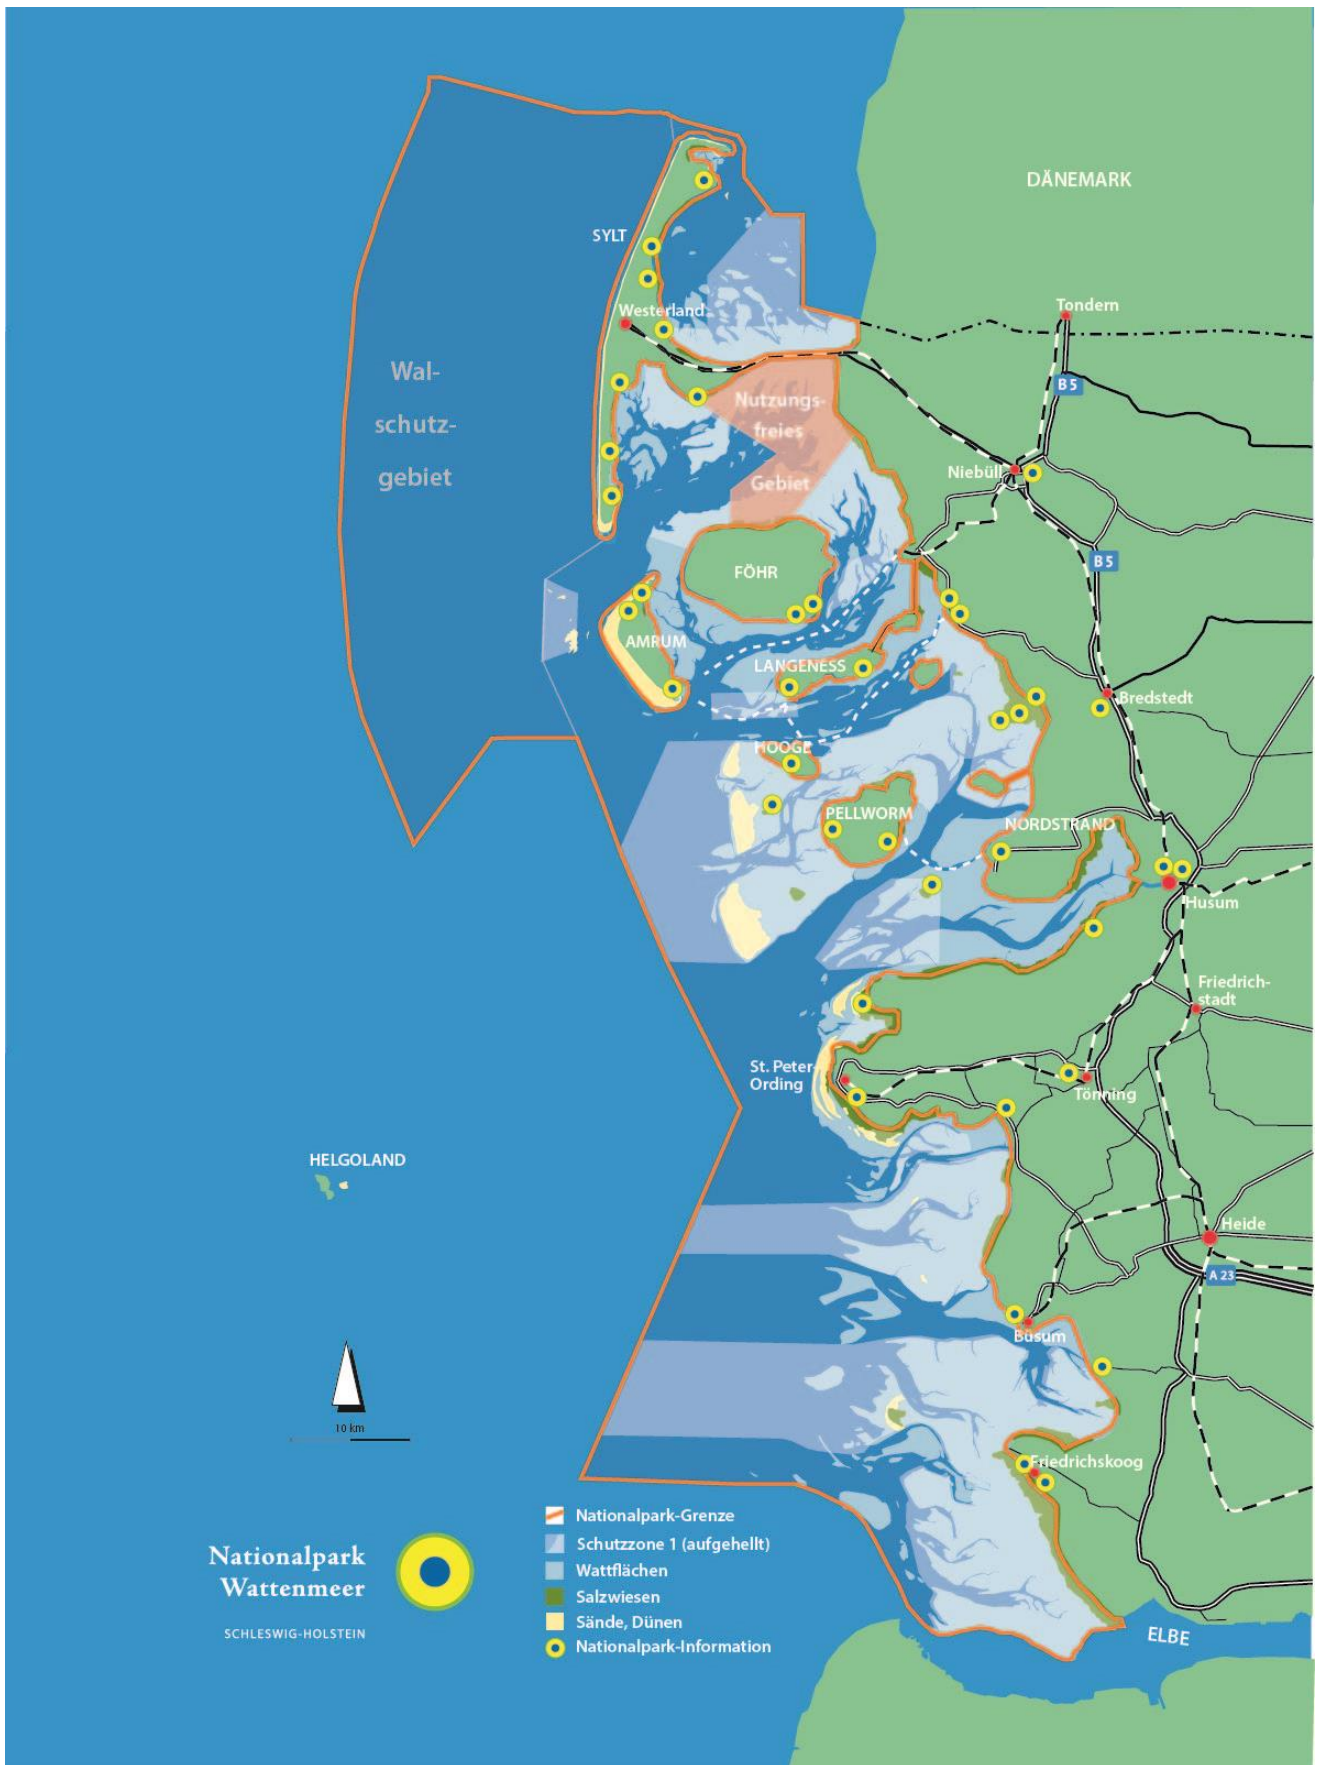 DÄNEMARK
SYLT
Westerland
Tondern
Wal-
schutz-
gebiet
B 5
Nutzungs-
freies
Gebiet
Niebüll
B 5
FÖHR
AMRUM
LANGENESS
Bredstedt
HOOGE
PELLWORM
NORDSTRAND
Husum
Friedrich-
stadt
St. Peter-
Ording
Tönning
HELGOLAND
Heide
A 23
Büsum
10 km
Friedrichskoog
Nationalpark
Wattenmeer
SCHLESWIG-HOLSTEIN
Nationalpark-Grenze
Schutzzone 1 (aufgehellt)
Wattflächen
Salzwiesen
Sände, Dünen
Nationalpark-Information
ELBE